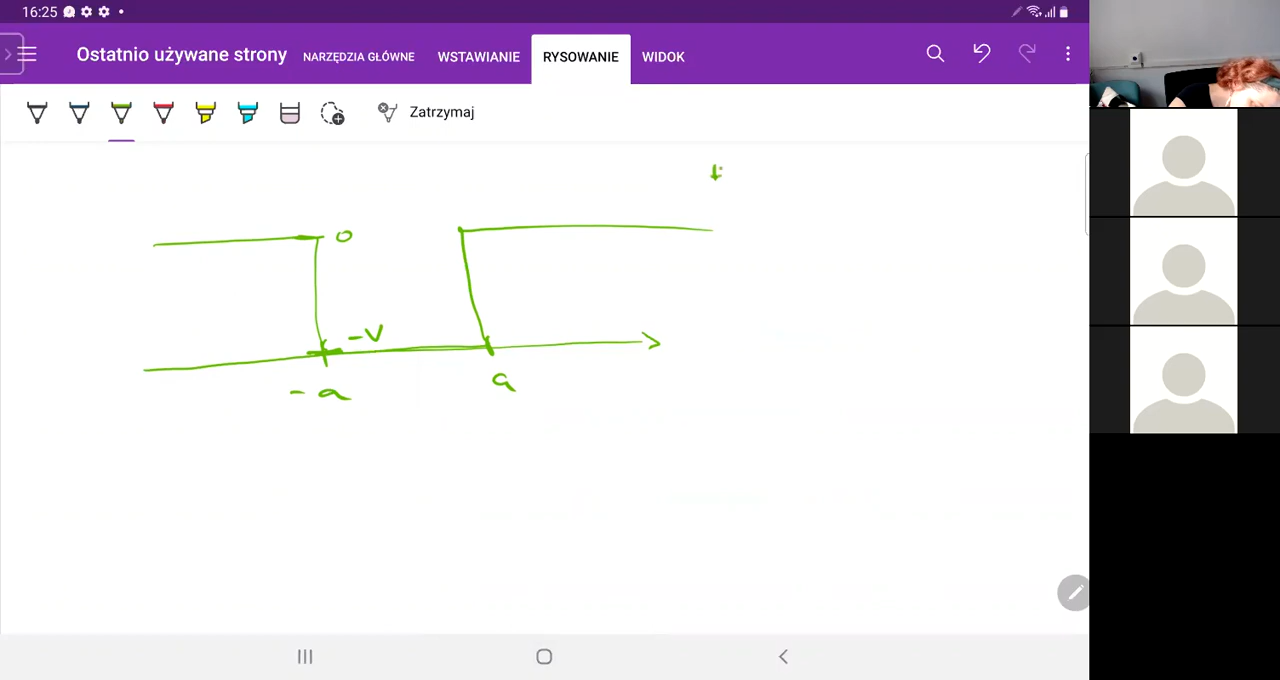 16:25
Ostatnio używane strony NARZĘDZIA GŁÓWNE WSTAWIANIE RYSOWANIE WIDOK
Zatrzymaj
0
-V
-a a